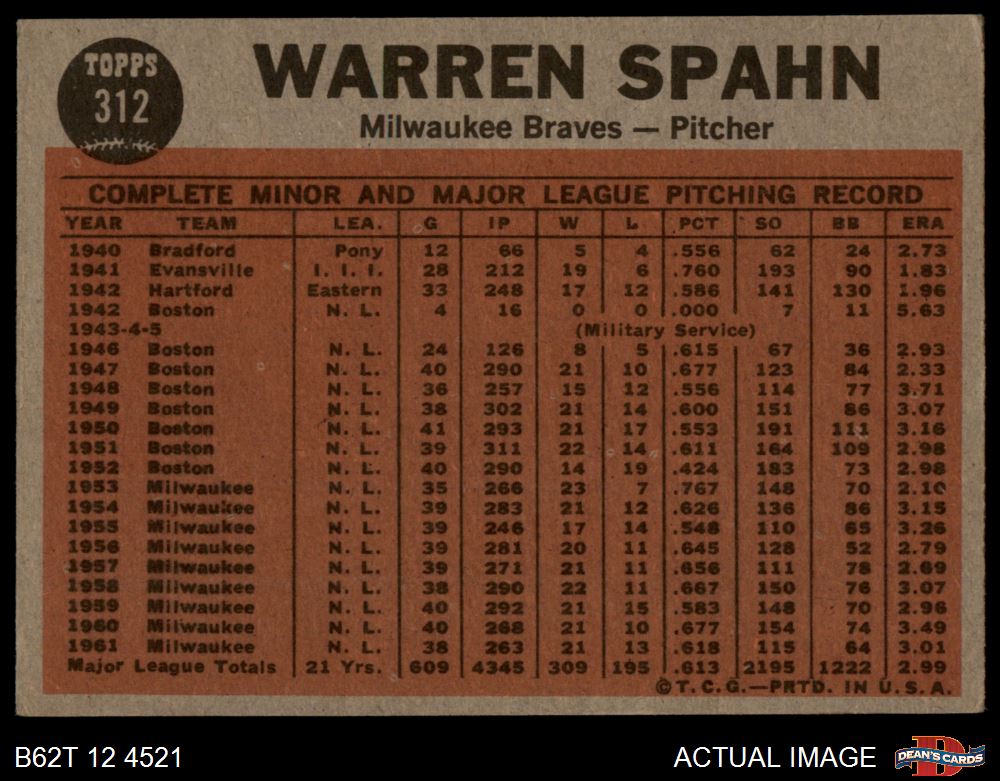 TOPPS
312
WARREN SPAHN
Milwaukee Braves — Pitcher
COMPLETE MINOR AND MAJOR LEAGUE PITCHING RECORD
YEAR TEAM LEA. G IP W L PCT SO BB ERA
1940 Bradford Pony 12 66 5 4 .556 62 24 2.73
1941 Evansville I. I. I. 28 212 19 6 .760 193 90 1.83
1942 Hartford Eastern 33 248 17 12 .586 141 130 1.96
1942 Boston N. L. 4 16 0 0 .000 7 11 5.63
1943-4-5 (Military Service)
1946 Boston N. L. 24 126 8 5 .615 67 36 2.93
1947 Boston N. L. 40 290 21 10 .677 123 84 2.33
1948 Boston N. L. 36 257 15 12 .556 114 77 3.71
1949 Boston N. L. 38 302 21 14 .600 151 86 3.07
1950 Boston N. L. 41 293 21 17 .553 191 111 3.16
1951 Boston N. L. 39 311 22 14 .611 164 109 2.98
1952 Boston N. L. 40 290 14 19 .424 183 73 2.98
1953 Milwaukee N. L. 35 266 23 7 .767 148 70 2.10
1954 Milwaukee N. L. 39 283 21 12 .626 136 86 3.15
1955 Milwaukee N. L. 39 246 17 14 .548 110 65 3.26
1956 Milwaukee N. L. 39 281 20 11 .645 128 52 2.79
1957 Milwaukee N. L. 39 271 21 11 .656 111 78 2.69
1958 Milwaukee N. L. 38 290 22 11 .667 150 76 3.07
1959 Milwaukee N. L. 40 292 21 15 .583 148 70 2.96
1960 Milwaukee N. L. 40 268 21 10 .677 154 74 3.49
1961 Milwaukee N. L. 38 263 21 13 .618 115 64 3.01
Major League Totals 21 Yrs. 609 4345 309 195 .613 2195 1222 2.99
© T.C.G.—PRTD. IN U.S.A.
B62T 12 4521
ACTUAL IMAGE
DEAN'S CARDS